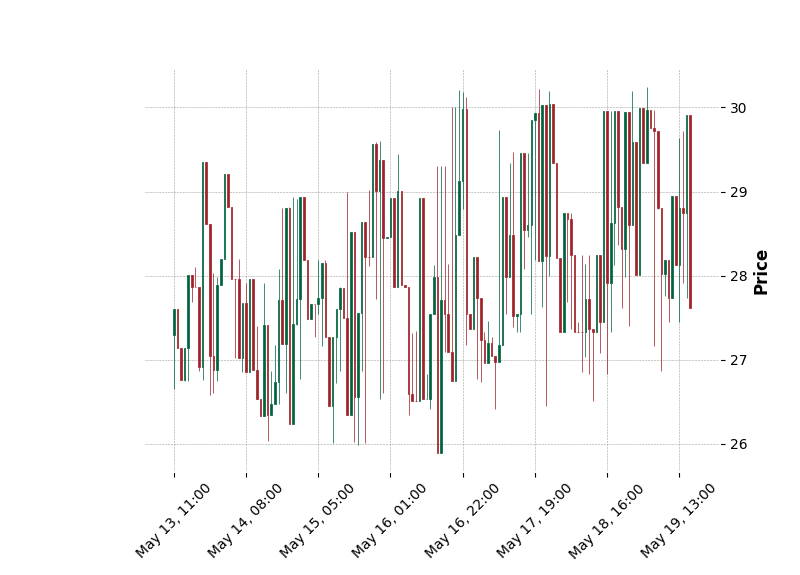 30
29
28
27
26
Price
May 13, 11:00
May 14, 08:00
May 15, 05:00
May 16, 01:00
May 16, 22:00
May 17, 19:00
May 18, 16:00
May 19, 13:00